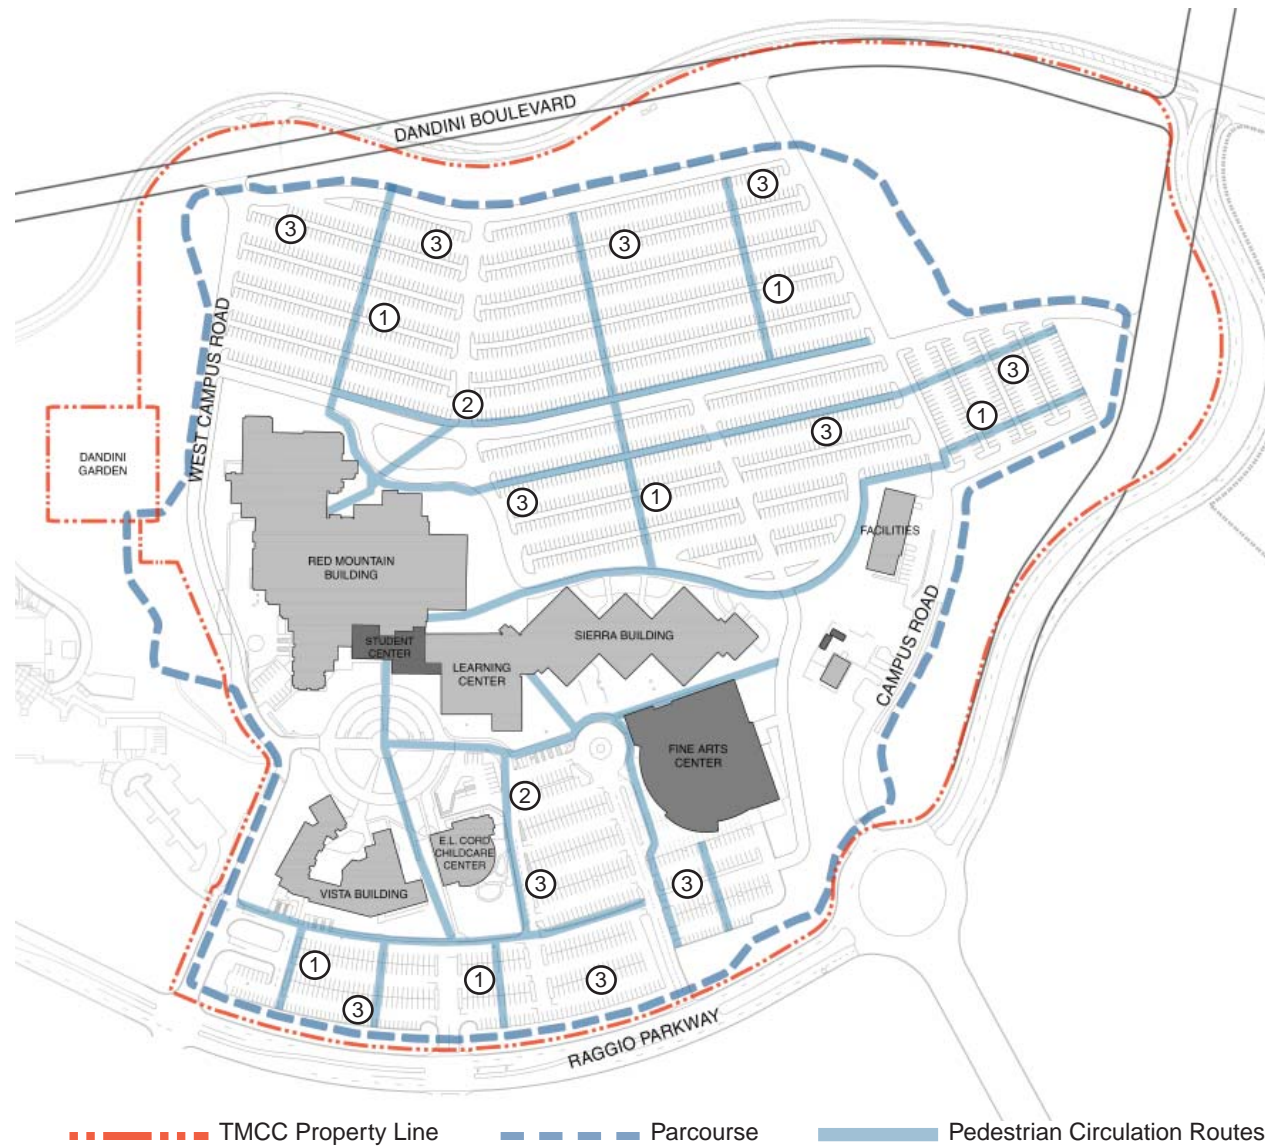 DANDINI BOULEVARD
3
3
3
3
1
1
WEST CAMPUS ROAD
3
2
1
3
DANDINI
GARDEN
3
1
FACILITIES
RED MOUNTAIN
BUILDING
STUDENT
CENTER
SIERRA BUILDING
LEARNING
CENTER
CAMPUS ROAD
FINE ARTS
CENTER
2
E.L. CORD
CHILDCARE
CENTER
3
3
VISTA BUILDING
1
1
3
3
RAGGIO PARKWAY
TMCC Property Line
Parcourse
Pedestrian Circulation Routes